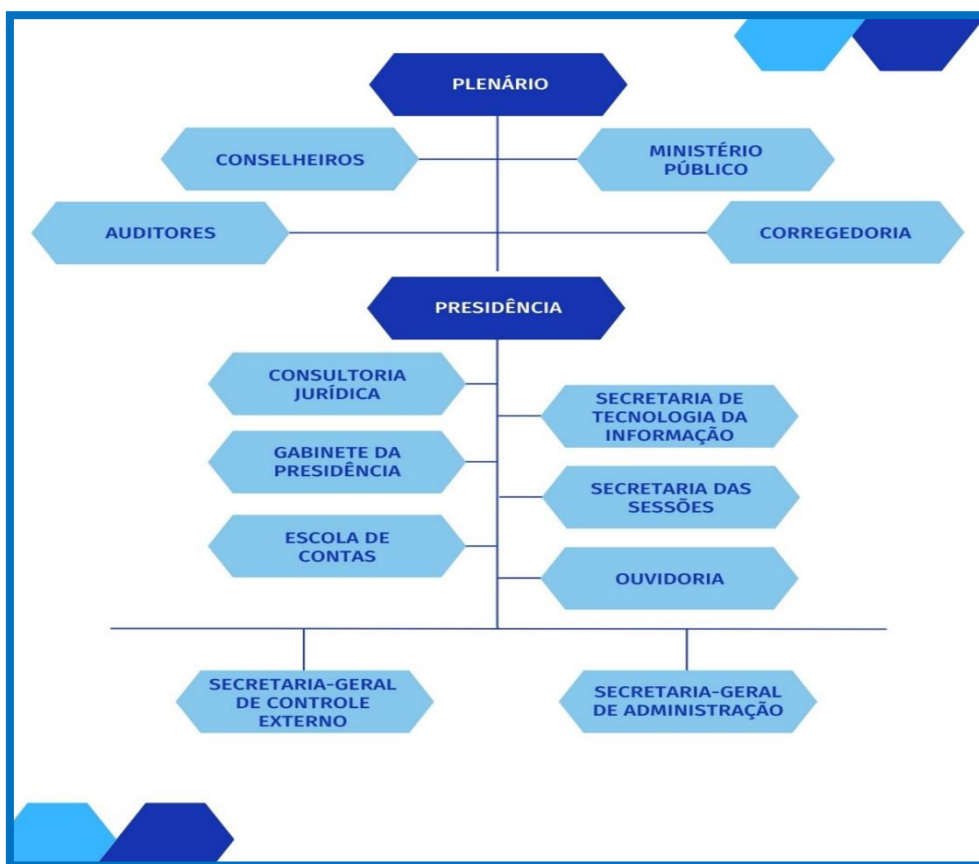 PLENÁRIO
CONSELHEIROS
MINISTÉRIO
PÚBLICO
AUDITORES
CORREGEDORIA
PRESIDÊNCIA
CONSULTORIA
JURÍDICA
SECRETARIA DE
TECNOLOGIA DA
INFORMAÇÃO
GABINETE DA
PRESIDÊNCIA
SECRETARIA DAS
SESSÕES
ESCOLA DE
CONTAS
OUVIDORIA
SECRETARIA-GERAL
DE CONTROLE
EXTERNO
SECRETARIA-GERAL
DE ADMINISTRAÇÃO